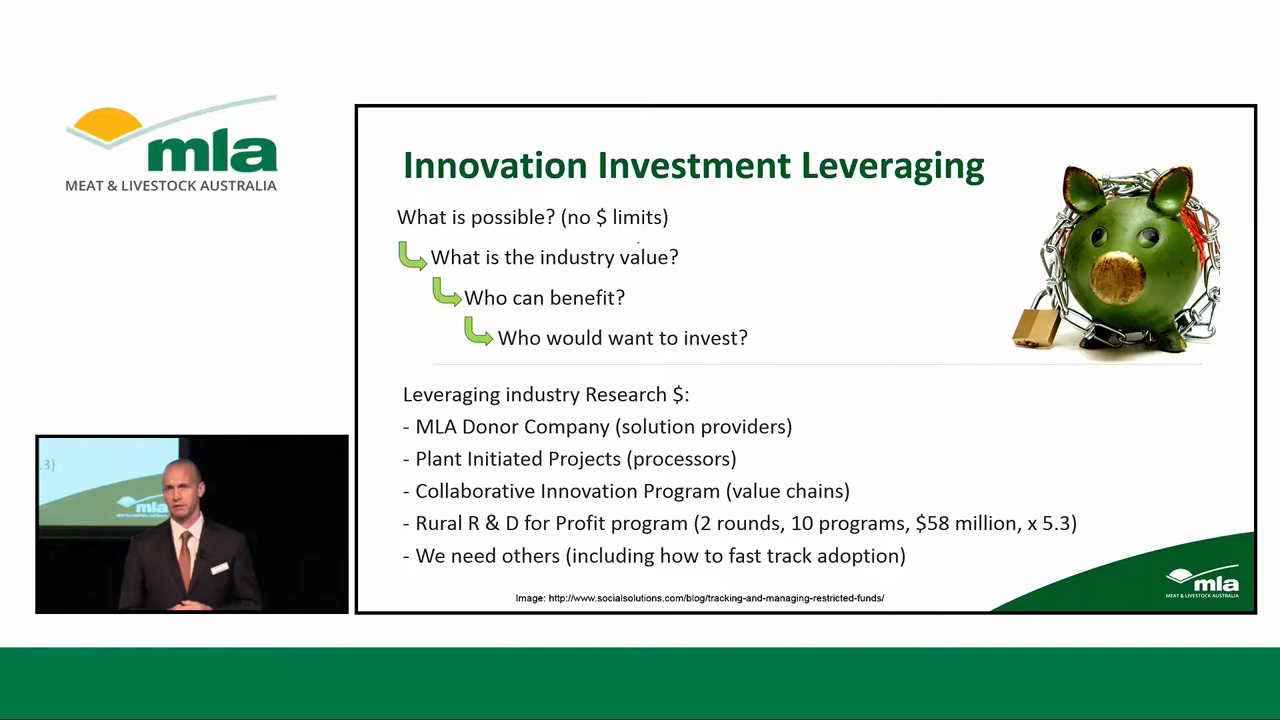 mla
MEAT & LIVESTOCK AUSTRALIA
Innovation Investment Leveraging
What is possible? (no $ limits)
What is the industry value?
Who can benefit?
Who would want to invest?
Leveraging industry Research $:
- MLA Donor Company (solution providers)
- Plant Initiated Projects (processors)
- Collaborative Innovation Program (value chains)
- Rural R & D for Profit program (2 rounds, 10 programs, $58 million, x 5.3)
- We need others (including how to fast track adoption)
Image: http://www.socialsolutions.com/blog/tracking-and-managing-restricted-funds/
mla
MEAT & LIVESTOCK AUSTRALIA
.3)
mla